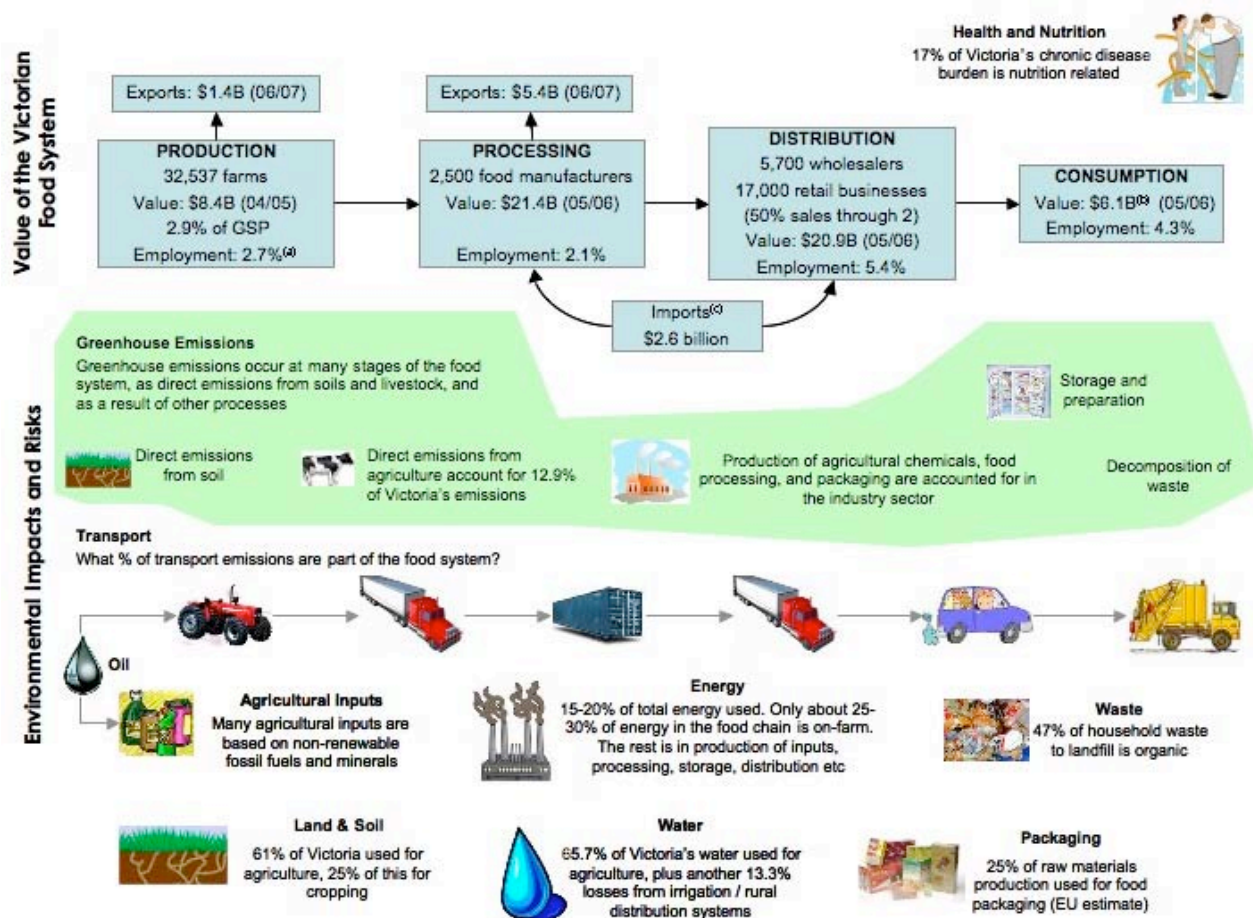 Value of the Victorian
Food System
Health and Nutrition
17% of Victoria's chronic disease
burden is nutrition related
Exports: $1.4B (06/07)
Exports: $5.4B (06/07)
PRODUCTION
32,537 farms
Value: $8.4B (04/05)
2.9% of GSP
Employment: 2.7%(a)
PROCESSING
2,500 food manufacturers
Value: $21.4B (05/06)
Employment: 2.1%
DISTRIBUTION
5,700 wholesalers
17,000 retail businesses
(50% sales through 2)
Value: $20.9B (05/06)
Employment: 5.4%
CONSUMPTION
Value: $6.1B(b) (05/06)
Employment: 4.3%
Imports(c)
$2.6 billion
Environmental Impacts and Risks
Greenhouse Emissions
Greenhouse emissions occur at many stages of the food
system, as direct emissions from soils and livestock, and
as a result of other processes
Storage and
preparation
Direct emissions
from soil
Direct emissions from
agriculture account for 12.9%
of Victoria's emissions
Production of agricultural chemicals, food
processing, and packaging are accounted for in
the industry sector
Decomposition of
waste
Transport
What % of transport emissions are part of the food system?
Oil
Agricultural Inputs
Many agricultural inputs are
based on non-renewable
fossil fuels and minerals
Energy
15-20% of total energy used. Only about 25-
30% of energy in the food chain is on-farm.
The rest is in production of inputs,
processing, storage, distribution etc
Waste
47% of household waste
to landfill is organic
Land & Soil
61% of Victoria used for
agriculture, 25% of this for
cropping
Water
65.7% of Victoria's water used for
agriculture, plus another 13.3%
losses from irrigation / rural
distribution systems
Packaging
25% of raw materials
production used for food
packaging (EU estimate)